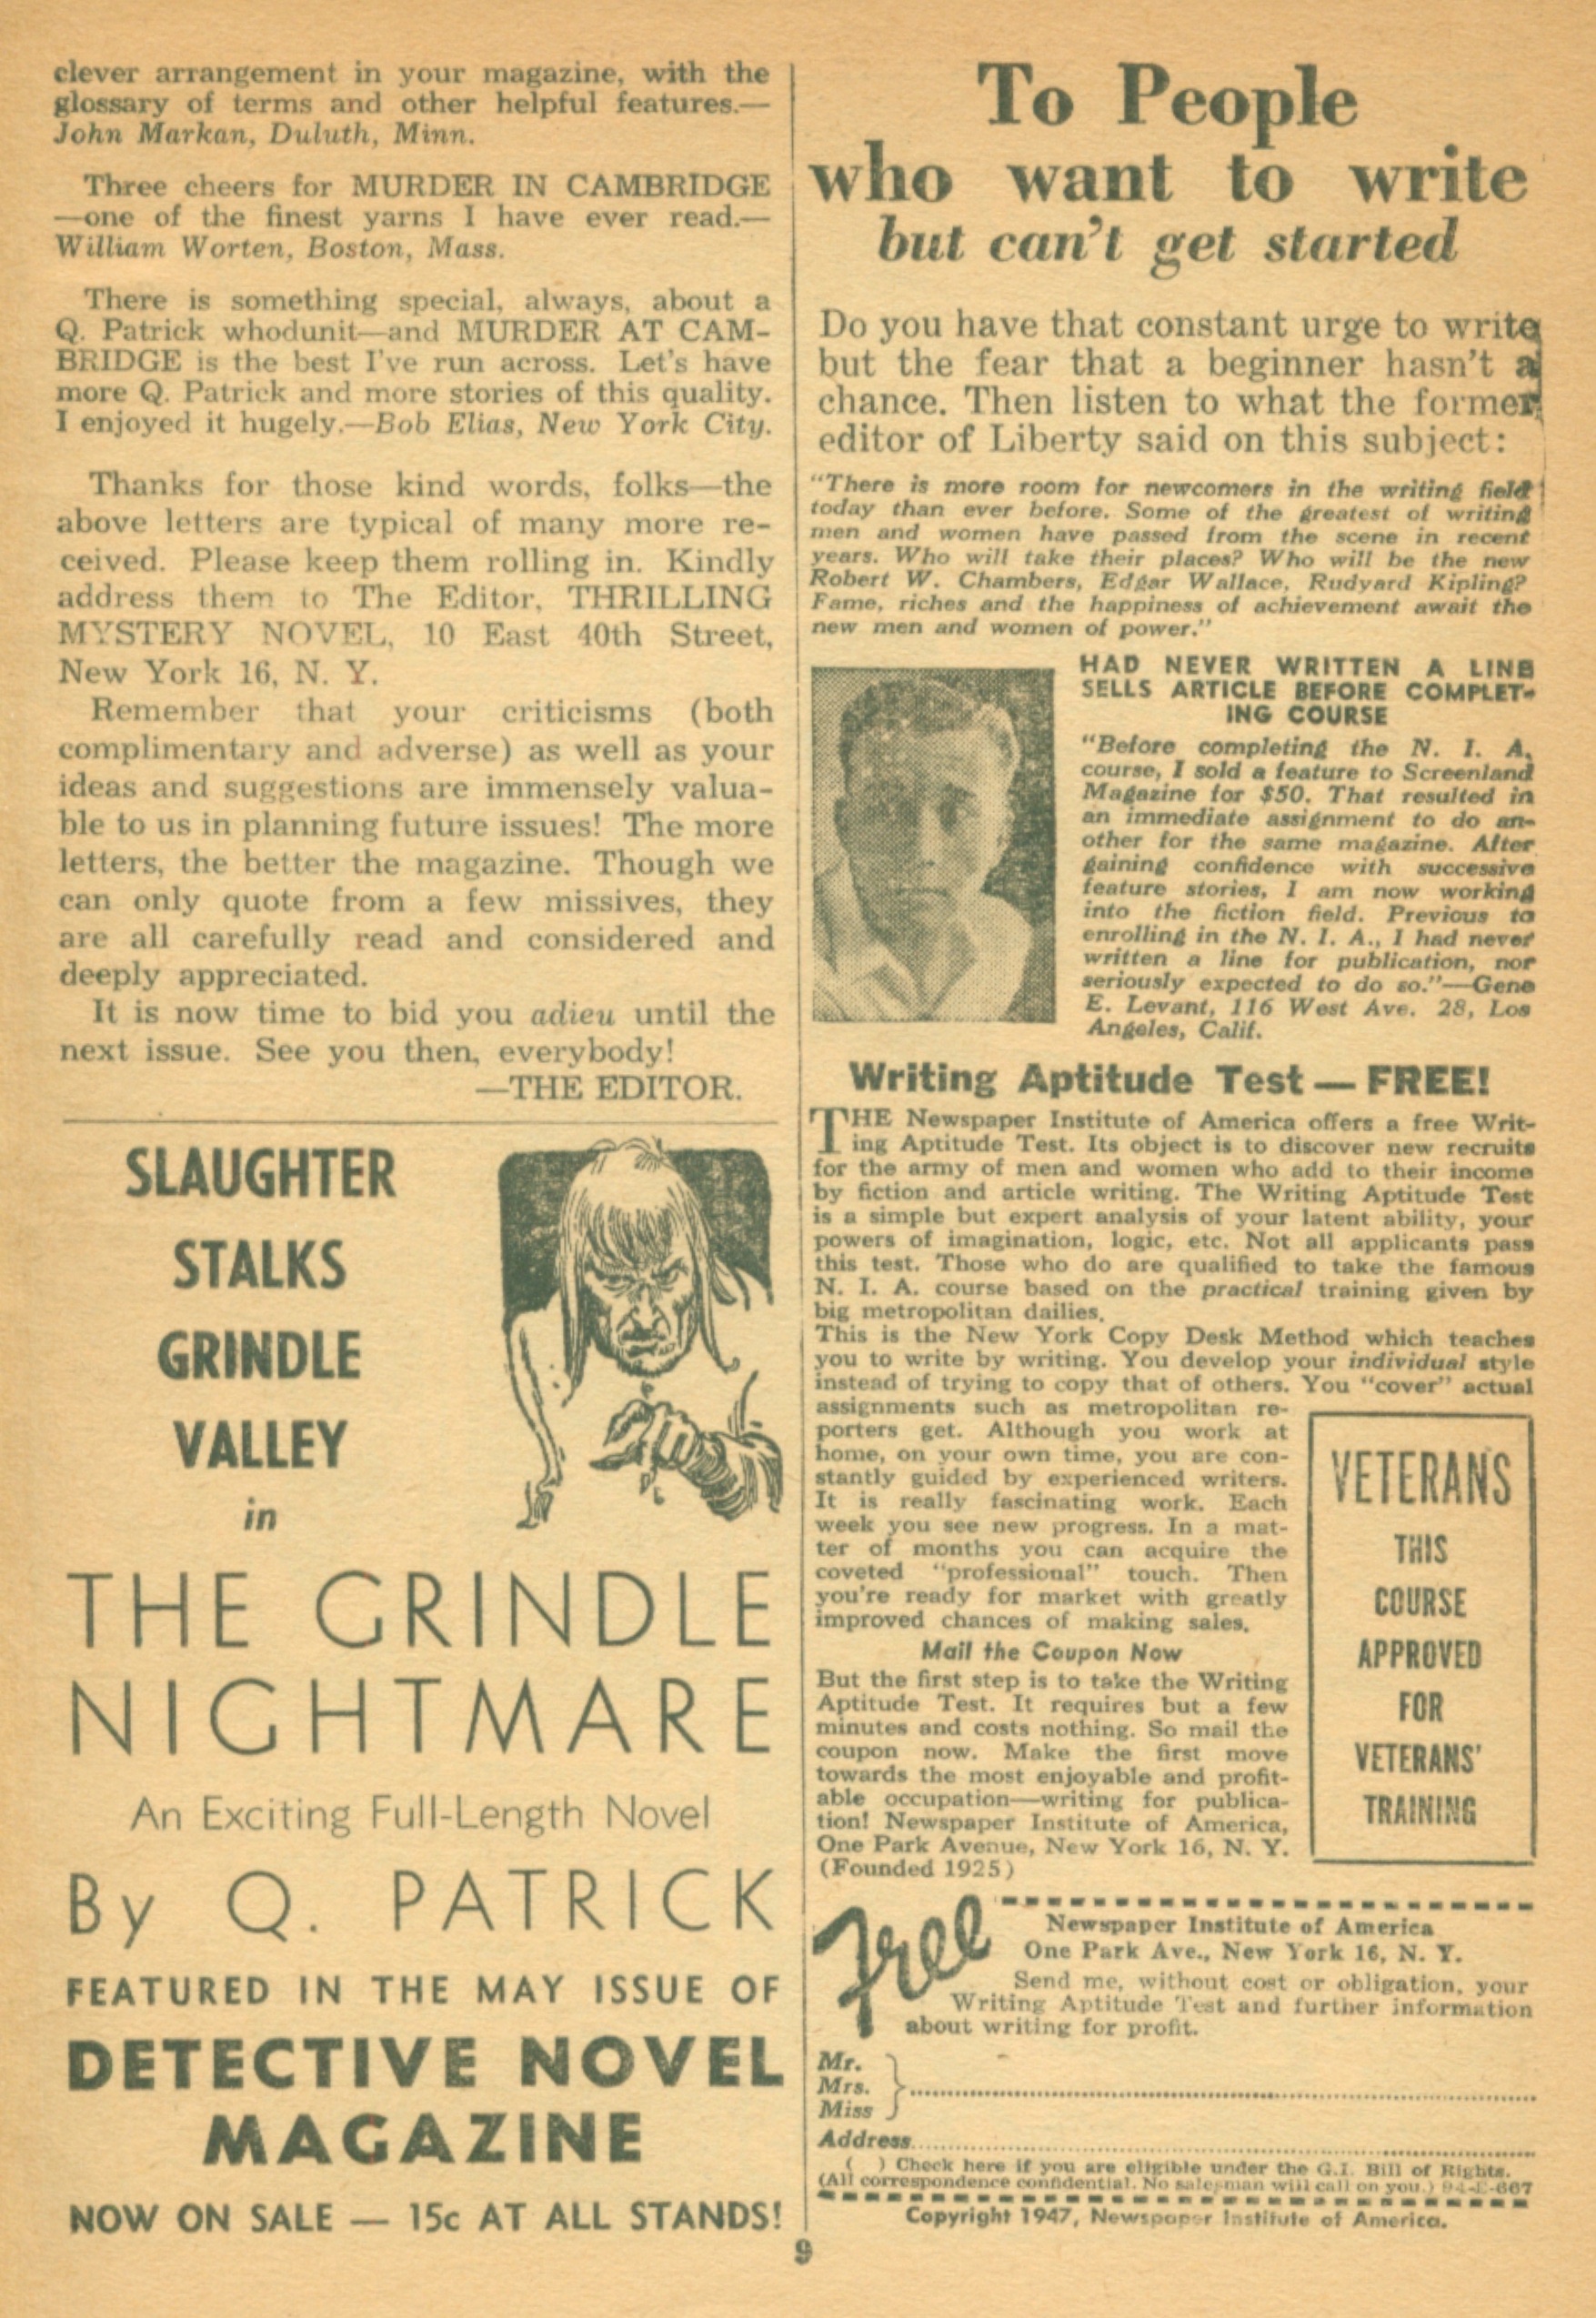 clever arrangement in your magazine, with the
glossary of terms and other helpful features.—
John Markan, Duluth, Minn.
Three cheers for MURDER IN CAMBRIDGE
—one of the finest yarns I have ever read.—
William Worten, Boston, Mass.
There is something special, always, about a
Q. Patrick whodunit—and MURDER AT CAM-
BRIDGE is the best I've run across. Let's have
more Q. Patrick and more stories of this quality.
I enjoyed it hugely.—Bob Elias, New York City.
Thanks for those kind words, folks—the
above letters are typical of many more re-
ceived. Please keep them rolling in. Kindly
address them to The Editor, THRILLING
MYSTERY NOVEL, 10 East 40th Street,
New York 16, N. Y.
Remember that your criticisms (both
complimentary and adverse) as well as your
ideas and suggestions are immensely valua-
ble to us in planning future issues! The more
letters, the better the magazine. Though we
can only quote from a few missives, they
are all carefully read and considered and
deeply appreciated.
It is now time to bid you adieu until the
next issue. See you then, everybody!
—THE EDITOR.
SLAUGHTER
STALKS
GRINDLE
VALLEY
in
THE GRINDLE
NIGHTMARE
An Exciting Full-Length Novel
By Q. PATRICK
FEATURED IN THE MAY ISSUE OF
DETECTIVE NOVEL
MAGAZINE
NOW ON SALE — 15c AT ALL STANDS!
To People
who want to write
but can't get started
Do you have that constant urge to write
but the fear that a beginner hasn't a
chance. Then listen to what the former
editor of Liberty said on this subject:
"There is more room for newcomers in the writing field
today than ever before. Some of the greatest of writing
men and women have passed from the scene in recent
years. Who will take their places? Who will be the new
Robert W. Chambers, Edgar Wallace, Rudyard Kipling?
Fame, riches and the happiness of achievement await the
new men and women of power."
HAD NEVER WRITTEN A LINE
SELLS ARTICLE BEFORE COMPLET-
ING COURSE
"Before completing the N. I. A.
course, I sold a feature to Screenland
Magazine for $50. That resulted in
an immediate assignment to do an-
other for the same magazine. After
gaining confidence with successive
feature stories, I am now working
into the fiction field. Previous to
enrolling in the N. I. A., I had never
written a line for publication, nor
seriously expected to do so."—Gene
E. Levant, 116 West Ave. 28, Los
Angeles, Calif.
Writing Aptitude Test — FREE!
THE Newspaper Institute of America offers a free Writ-
ing Aptitude Test. Its object is to discover new recruits
for the army of men and women who add to their income
by fiction and article writing. The Writing Aptitude Test
is a simple but expert analysis of your latent ability, your
powers of imagination, logic, etc. Not all applicants pass
this test. Those who do are qualified to take the famous
N. I. A. course based on the practical training given by
big metropolitan dailies.
This is the New York Copy Desk Method which teaches
you to write by writing. You develop your individual style
instead of trying to copy that of others. You "cover" actual
assignments such as metropolitan re-
porters get. Although you work at
home, on your own time, you are con-
stantly guided by experienced writers.
It is really fascinating work. Each
week you see new progress. In a mat-
ter of months you can acquire the
coveted "professional" touch. Then
you're ready for market with greatly
improved chances of making sales.
Mail the Coupon Now
But the first step is to take the Writing
Aptitude Test. It requires but a few
minutes and costs nothing. So mail the
coupon now. Make the first move
towards the most enjoyable and profit-
able occupation—writing for publica-
tion! Newspaper Institute of America,
One Park Avenue, New York 16, N. Y.
(Founded 1925)
VETERANS
THIS
COURSE
APPROVED
FOR
VETERANS'
TRAINING
Free
Newspaper Institute of America
One Park Ave., New York 16, N. Y.
Send me, without cost or obligation, your
Writing Aptitude Test and further information
about writing for profit.
Mr.
Mrs.
Miss
Address
( ) Check here if you are eligible under the G.I. Bill of Rights.
(All correspondence confidential. No salesman will call on you.) 94-E-667
Copyright 1947, Newspaper Institute of America.
9